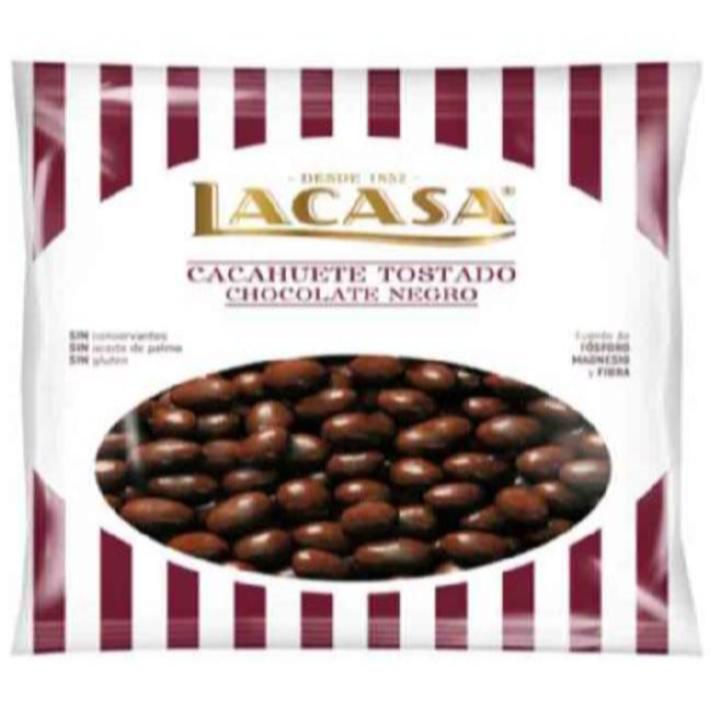 - DESDE 1852 -
LACASA®
CACAHUETE TOSTADO
CHOCOLATE NEGRO
SIN conservantes
SIN aceite de palma
SIN gluten
Fuente de
FÓSFORO
MAGNESIO
y FIBRA